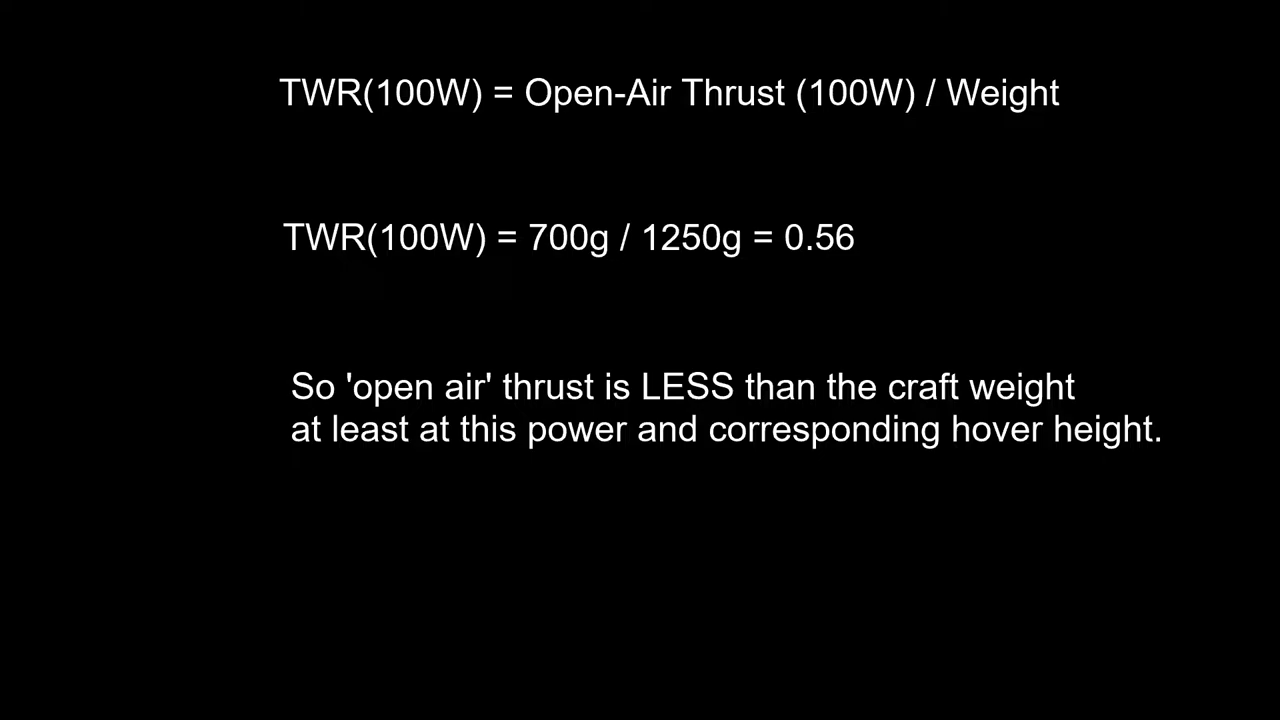 TWR(100W) = Open-Air Thrust (100W) / Weight
TWR(100W) = 700g / 1250g = 0.56
So 'open air' thrust is LESS than the craft weight
at least at this power and corresponding hover height.